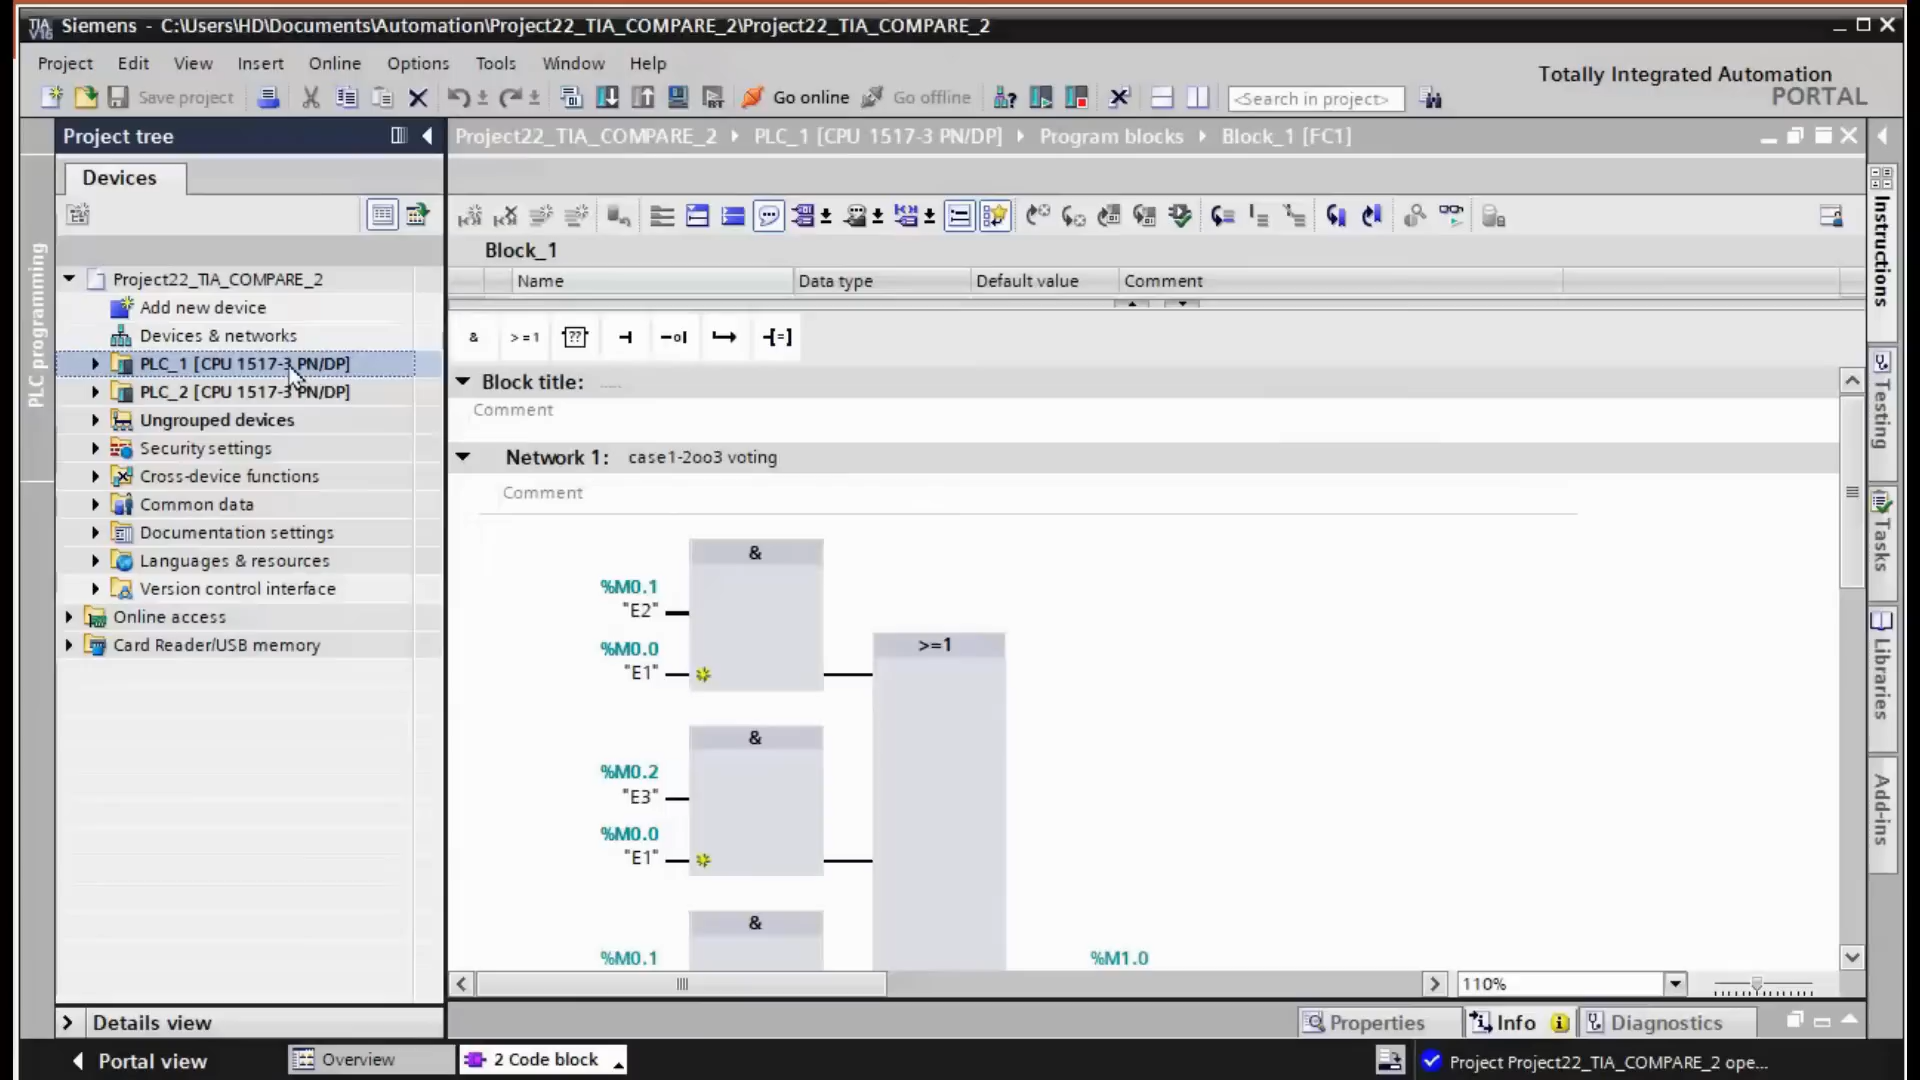 TIA
V16
Siemens - C:\Users\HD\Documents\Automation\Project22_TIA_COMPARE_2\Project22_TIA_COMPARE_2
Project Edit View Insert Online Options Tools Window Help
Totally Integrated Automation
PORTAL
Save project
Go online
Go offline
<Search in project>
Project tree
Project22_TIA_COMPARE_2 PLC_1 [CPU 1517-3 PN/DP] Program blocks Block_1 [FC1]
Devices
PLC programming
Project22_TIA_COMPARE_2
Add new device
Devices & networks
PLC_1 [CPU 1517-3 PN/DP]
PLC_2 [CPU 1517-3 PN/DP]
Ungrouped devices
Security settings
Cross-device functions
Common data
Documentation settings
Languages & resources
Version control interface
Online access
Card Reader/USB memory
Details view
Block_1
Name Data type Default value Comment
& >=1 ??
Block title: .....
Comment
Network 1: case1-2oo3 voting
Comment
&
%M0.1
"E2"
%M0.0
"E1"
>=1
&
%M0.2
"E3"
%M0.0
"E1"
&
%M0.1
%M1.0
110%
Properties Info Diagnostics
Instructions
Testing
Tasks
Libraries
Add-ins
Portal view Overview 2 Code block
Project Project22_TIA_COMPARE_2 ope...